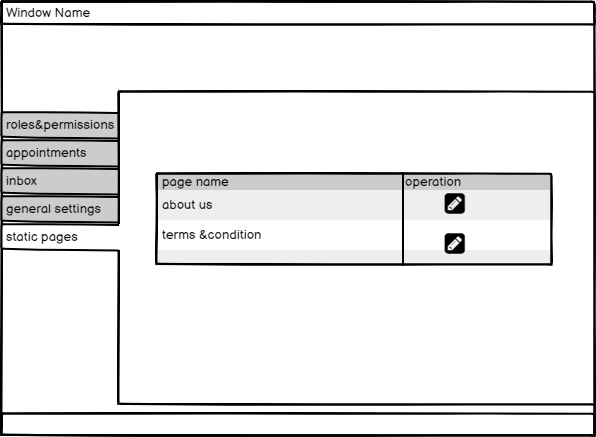 Window Name
roles&permissions
appointments
inbox
general settings
static pages
page name operation
about us
terms &condition